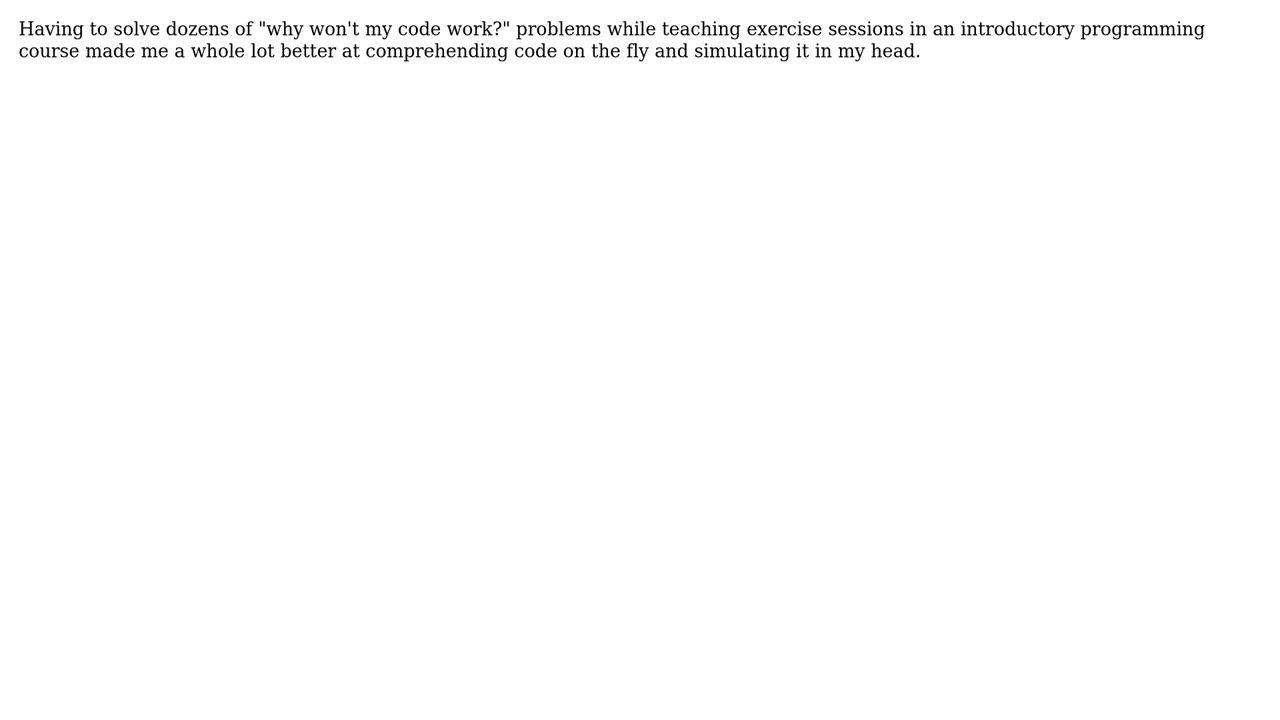 Having to solve dozens of "why won't my code work?" problems while teaching exercise sessions in an introductory programming
course made me a whole lot better at comprehending code on the fly and simulating it in my head.